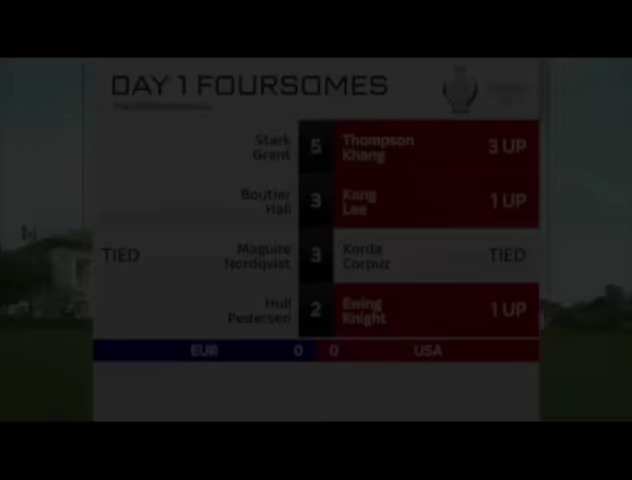 DAY 1 FOURSOMES
Stark 5 Thompson 3 UP
Grant Khang
Boutier 3 Kang 1 UP
Hall Lee
TIED Maguire 3 Korda TIED
Nordqvist Corpuz
Hull 2 Ewing 1 UP
Pedersen Knight
EUR 0 0 USA